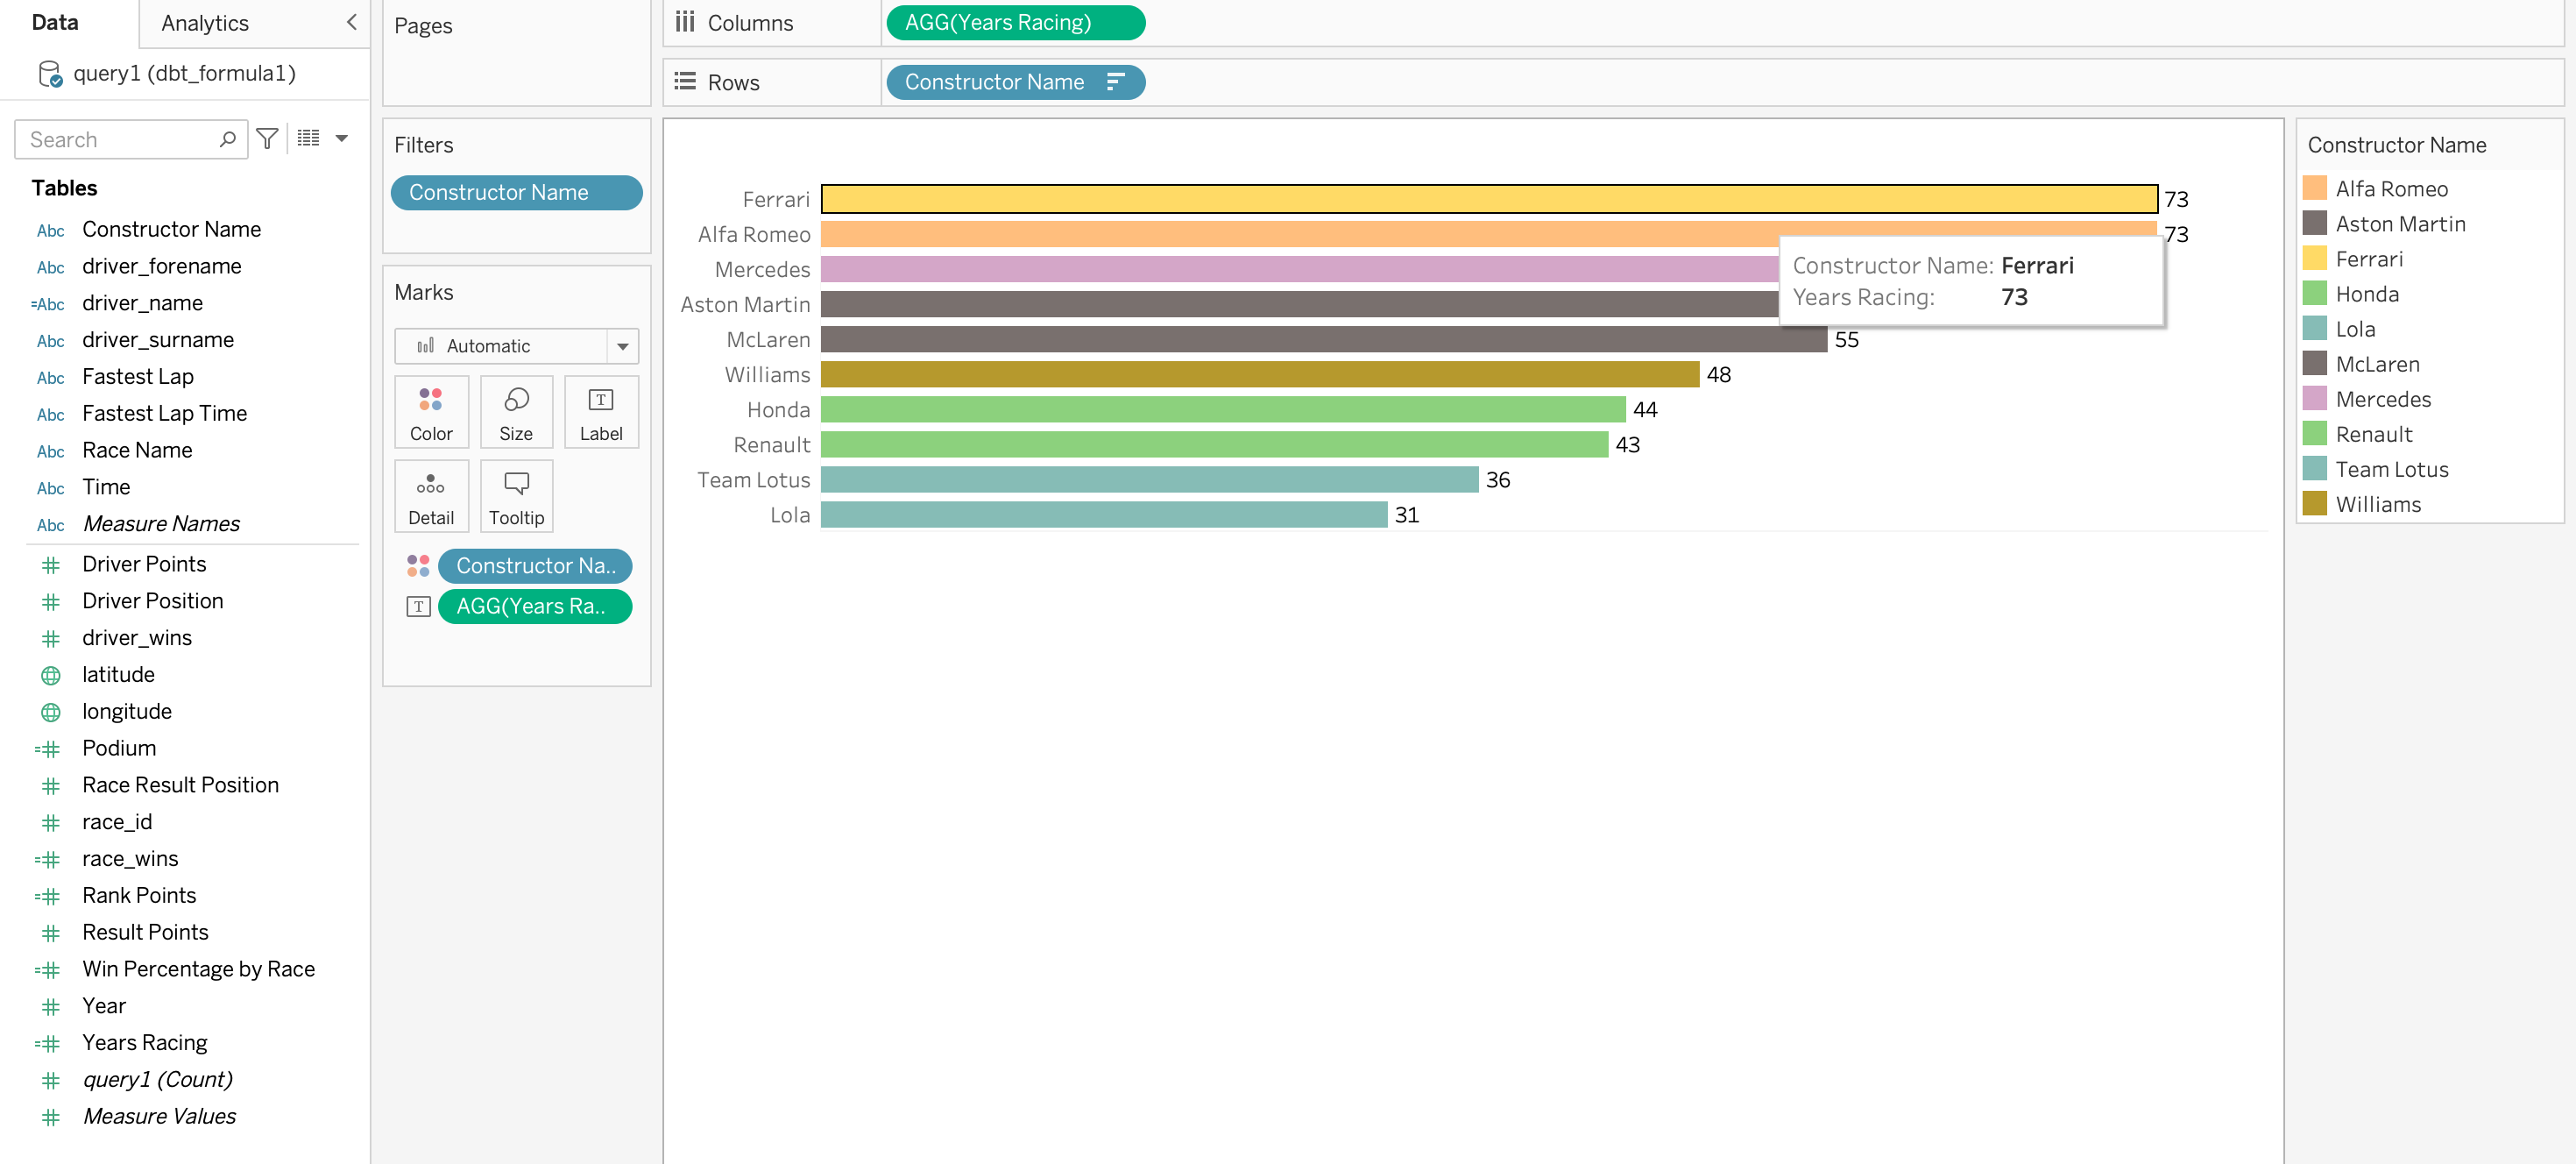 Data
Analytics
query1 (dbt_formula1)
Search
Tables
Abc Constructor Name
Abc driver_forename
=Abc driver_name
Abc driver_surname
Abc Fastest Lap
Abc Fastest Lap Time
Abc Race Name
Abc Time
Abc Measure Names
Driver Points
Driver Position
driver_wins
latitude
longitude
Podium
Race Result Position
race_id
race_wins
Rank Points
Result Points
Win Percentage by Race
Year
Years Racing
query1 (Count)
Measure Values
Pages
Filters
Constructor Name
Marks
Automatic
Color Size Label
Detail Tooltip
Constructor Na..
AGG(Years Ra..
Columns AGG(Years Racing)
Rows Constructor Name
Ferrari 73
Alfa Romeo 73
Mercedes
Aston Martin
McLaren 55
Williams 48
Honda 44
Renault 43
Team Lotus 36
Lola 31
Constructor Name: Ferrari
Years Racing: 73
Constructor Name
Alfa Romeo
Aston Martin
Ferrari
Honda
Lola
McLaren
Mercedes
Renault
Team Lotus
Williams